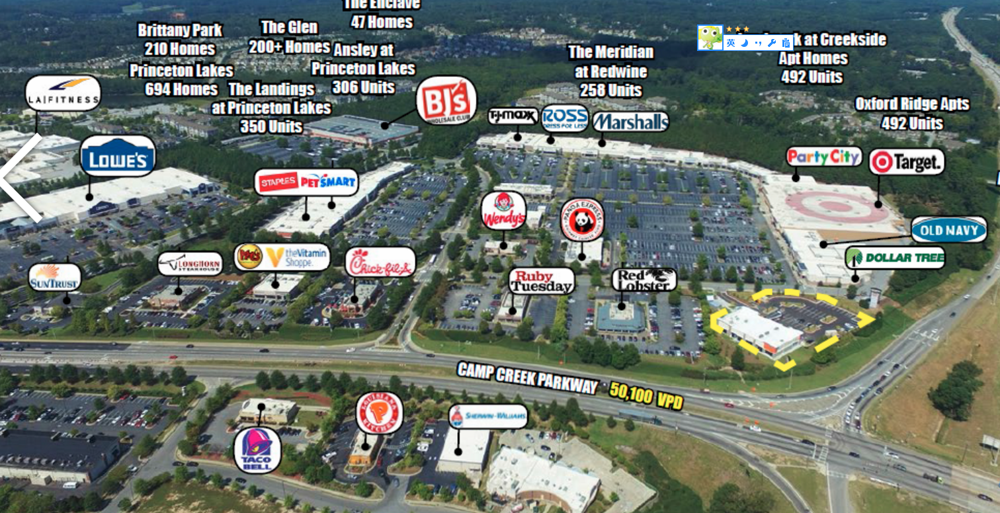 The Enclave
47 Homes
Brittany Park
210 Homes
Princeton Lakes
694 Homes
The Glen
200+ Homes
The Landings
at Princeton Lakes
350 Units
Ansley at
Princeton Lakes
306 Units
The Meridian
at Redwine
258 Units
英
at Creekside
Apt Homes
492 Units
Oxford Ridge Apts
492 Units
LA|FITNESS
LOWE'S
BJ's
WHOLESALE CLUB
T.J.maxx
ROSS
DRESS FOR LESS
Marshalls
Party City
Target.
STAPLES PETSMART
Wendy's
PANDA EXPRESS
OLD NAVY
DOLLAR TREE
SUNTRUST
LONGHORN
STEAKHOUSE
Moe's
theVitamin
Shoppe.
Chick-fil-A
Ruby
Tuesday
Red
Lobster
CAMP CREEK PARKWAY 50,100 VPD
TACO
BELL
LOUISIANA
KITCHEN
SHERWIN-WILLIAMS